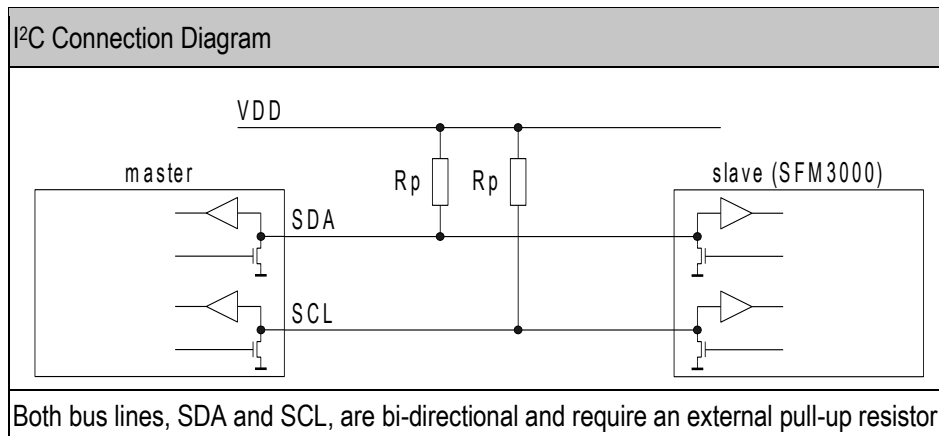 I²C Connection Diagram
VDD
master
Rp
Rp
slave (SFM3000)
SDA
SCL
Both bus lines, SDA and SCL, are bi-directional and require an external pull-up resistor